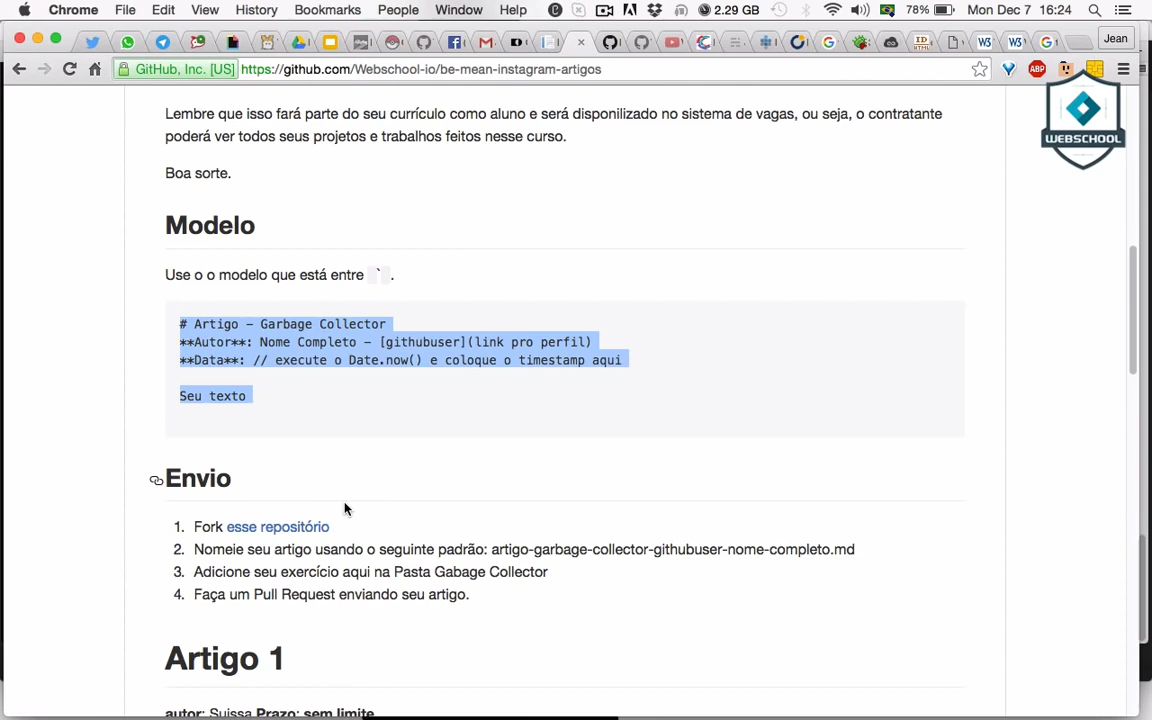 Chrome File Edit View History Bookmarks People Window Help 2.29 GB 78% Mon Dec 7 16:24
Jean
GitHub, Inc. [US] https://github.com/Webschool-io/be-mean-instagram-artigos
ABP
WEBSCHOOL
Lembre que isso fará parte do seu currículo como aluno e será disponilizado no sistema de vagas, ou seja, o contratante
poderá ver todos seus projetos e trabalhos feitos nesse curso.
Boa sorte.
Modelo
Use o o modelo que está entre ` .
# Artigo - Garbage Collector
**Autor**: Nome Completo - [githubuser](link pro perfil)
**Data**: // execute o Date.now() e coloque o timestamp aqui
Seu texto
Envio
1. Fork esse repositório
2. Nomeie seu artigo usando o seguinte padrão: artigo-garbage-collector-githubuser-nome-completo.md
3. Adicione seu exercício aqui na Pasta Gabage Collector
4. Faça um Pull Request enviando seu artigo.
Artigo 1
autor: Suissa Prazo: sem limite